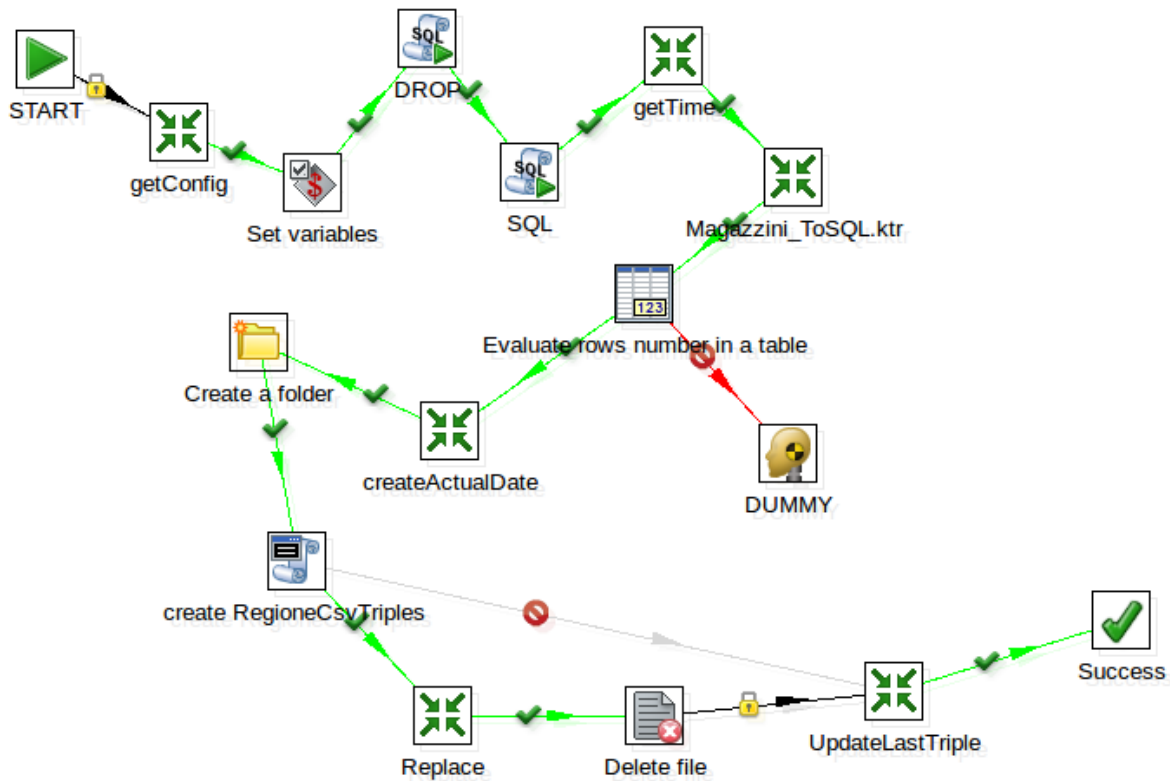 START
getConfig
Set variables
SQL
DROP
SQL
SQL
getTime
Magazzini_ToSQL.ktr
123
Evaluate rows number in a table
Create a folder
createActualDate
DUMMY
create RegioneCsvTriples
Replace
Delete file
UpdateLastTriple
Success